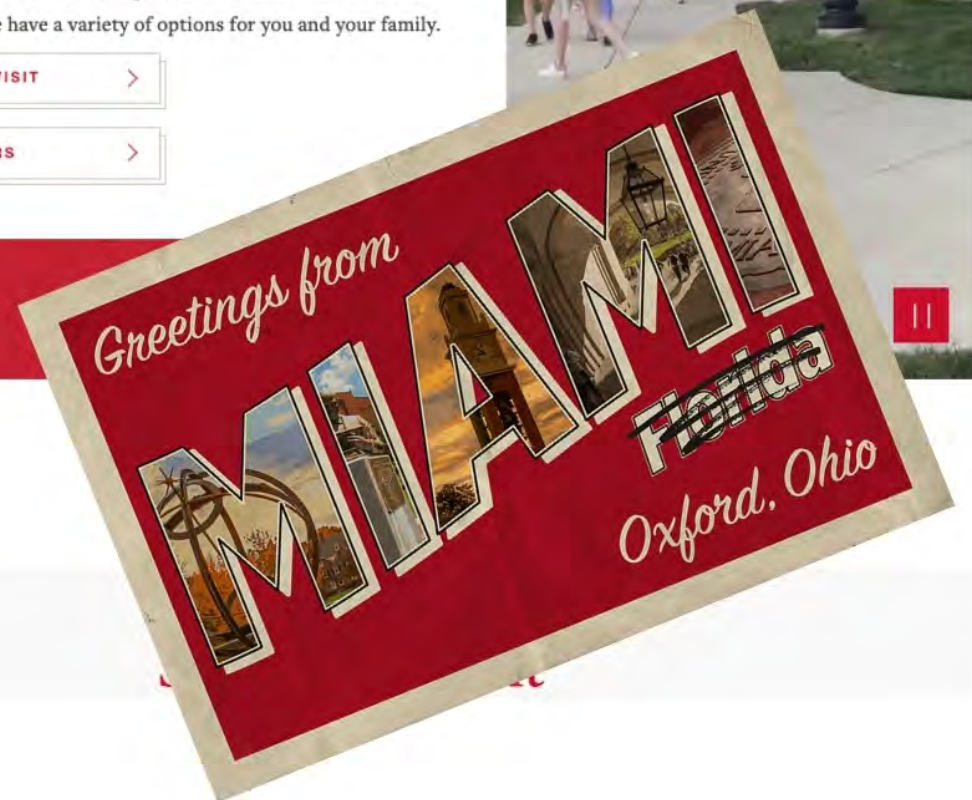 have a variety of options for you and your family.
VISIT
Greetings from
MIAMI
Florida
Oxford, Ohio